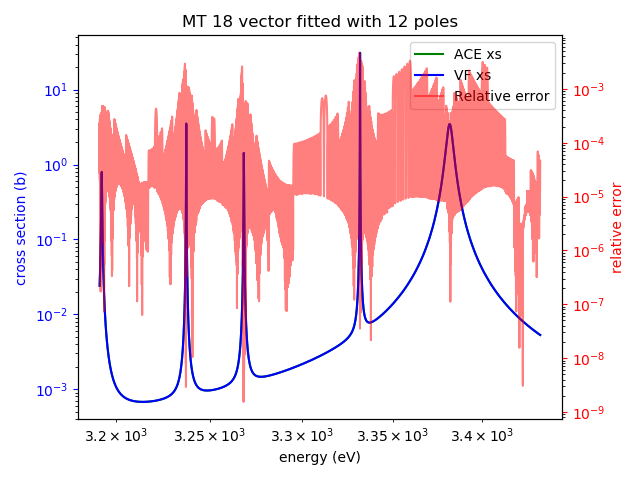 MT 18 vector fitted with 12 poles
ACE xs
VF xs
Relative error
cross section (b)
10¹
10⁰
10⁻¹
10⁻²
10⁻³
relative error
10⁻³
10⁻⁴
10⁻⁵
10⁻⁶
10⁻⁷
10⁻⁸
10⁻⁹
3.2 × 10³ 3.25 × 10³ 3.3 × 10³ 3.35 × 10³ 3.4 × 10³
energy (eV)